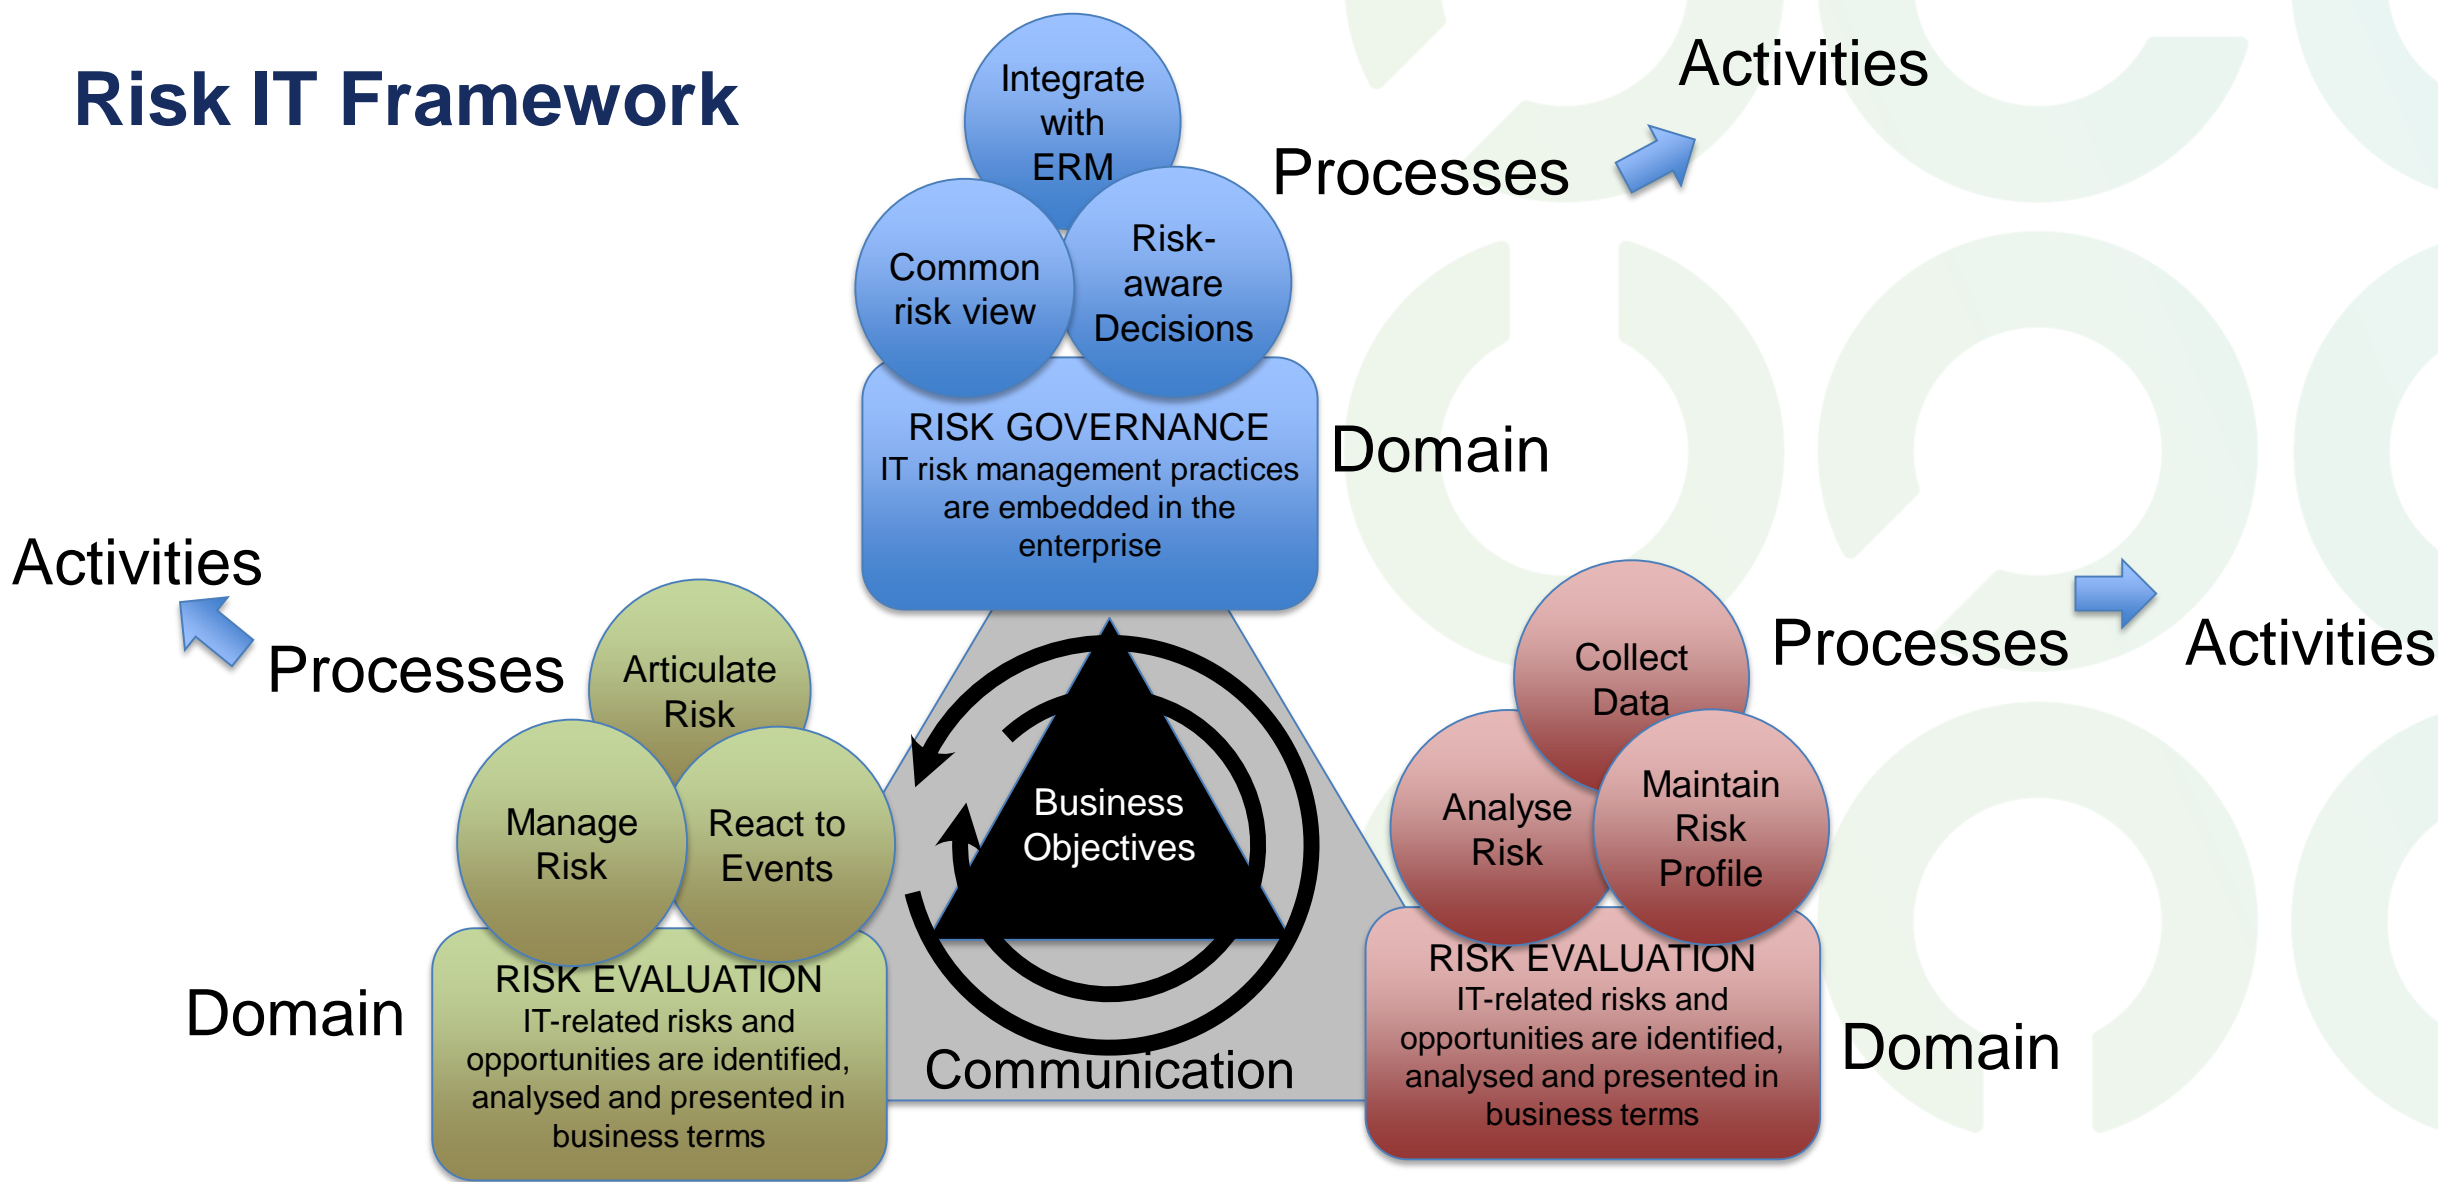 Risk IT Framework
Integrate
with
ERM
Common
risk view
Risk-
aware
Decisions
Processes
Activities
RISK GOVERNANCE
IT risk management practices
are embedded in the
enterprise
Domain
Activities
Processes
Articulate
Risk
Manage
Risk
React to
Events
RISK EVALUATION
IT-related risks and
opportunities are identified,
analysed and presented in
business terms
Domain
Business
Objectives
Communication
Collect
Data
Analyse
Risk
Maintain
Risk
Profile
Processes
Activities
RISK EVALUATION
IT-related risks and
opportunities are identified,
analysed and presented in
business terms
Domain